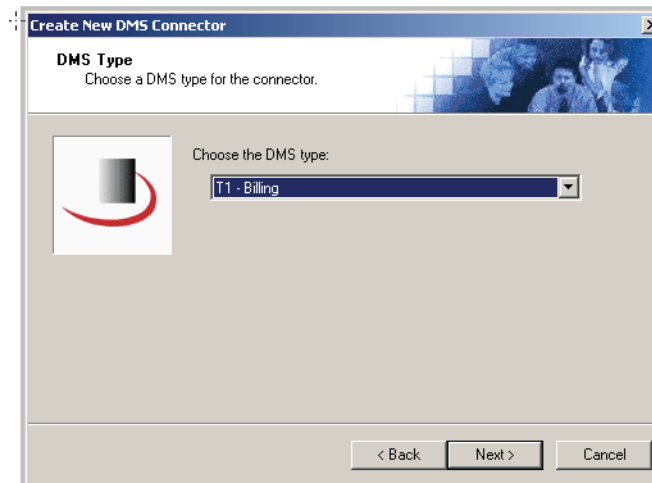 Create New DMS Connector
DMS Type
Choose a DMS type for the connector.
Choose the DMS type:
T1 - Billing
< Back
Next >
Cancel